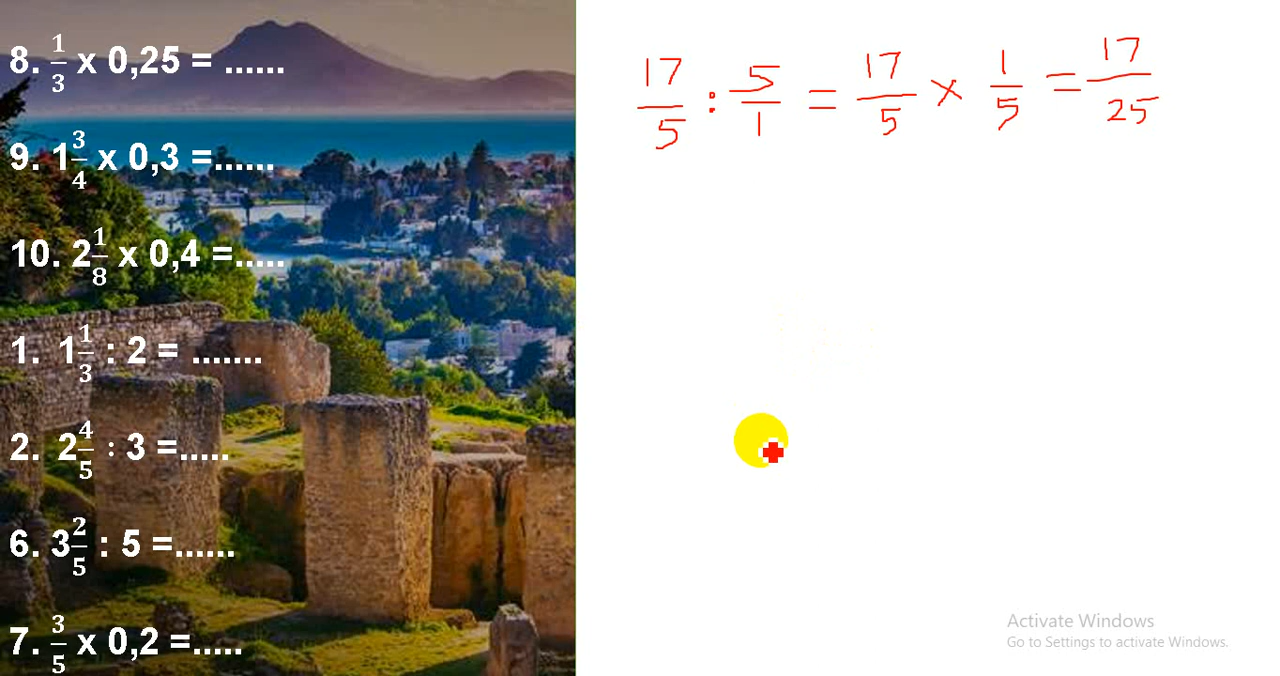 8. 1/3 x 0,25 = ......
9. 1 3/4 x 0,3 =......
10. 2 1/8 x 0,4 =.....
1. 1 1/3 : 2 = .......
2. 2 4/5 : 3 =.....
6. 3 2/5 : 5 =......
7. 3/5 x 0,2 =.....
17/5 : 5/1 = 17/5 x 1/5 = 17/25
Activate Windows
Go to Settings to activate Windows.